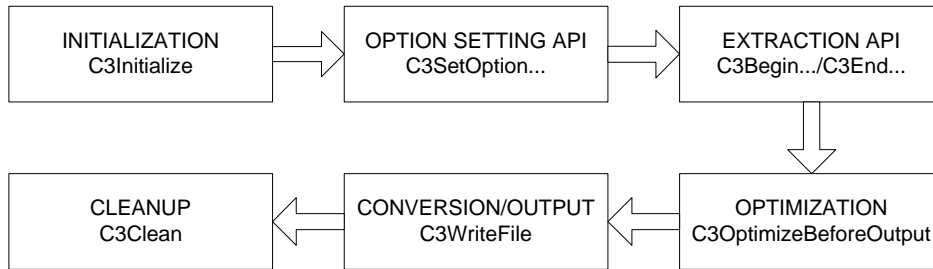 INITIALIZATION
C3Initialize
OPTION SETTING API
C3SetOption...
EXTRACTION API
C3Begin.../C3End...
CLEANUP
C3Clean
CONVERSION/OUTPUT
C3WriteFile
OPTIMIZATION
C3OptimizeBeforeOutput